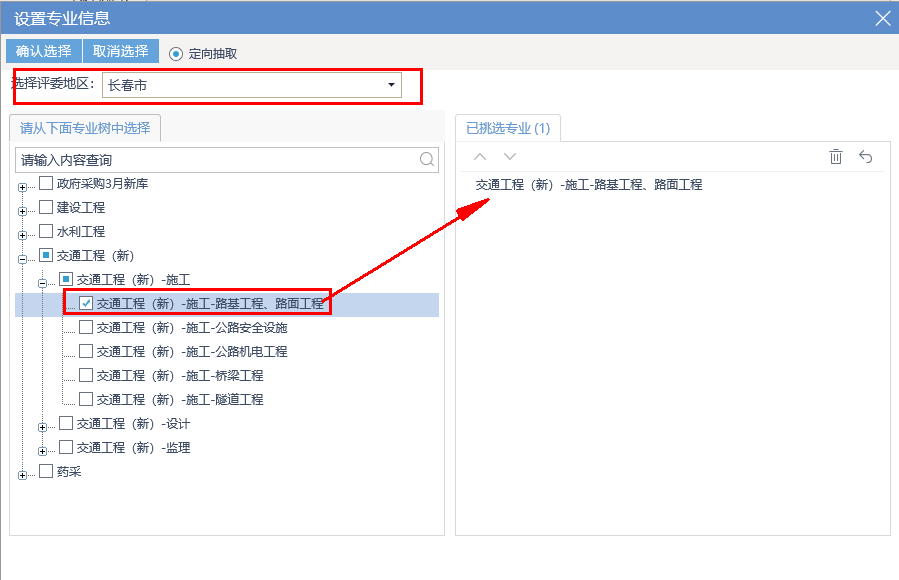 设置专业信息
确认选择 取消选择 定向抽取
选择评委地区： 长春市
请从下面专业树中选择
请输入内容查询
政府采购3月新库
建设工程
水利工程
交通工程（新）
交通工程（新）-施工
交通工程（新）-施工-路基工程、路面工程
交通工程（新）-施工-公路安全设施
交通工程（新）-施工-公路机电工程
交通工程（新）-施工-桥梁工程
交通工程（新）-施工-隧道工程
交通工程（新）-设计
交通工程（新）-监理
药采
已挑选专业 (1)
交通工程（新）-施工-路基工程、路面工程